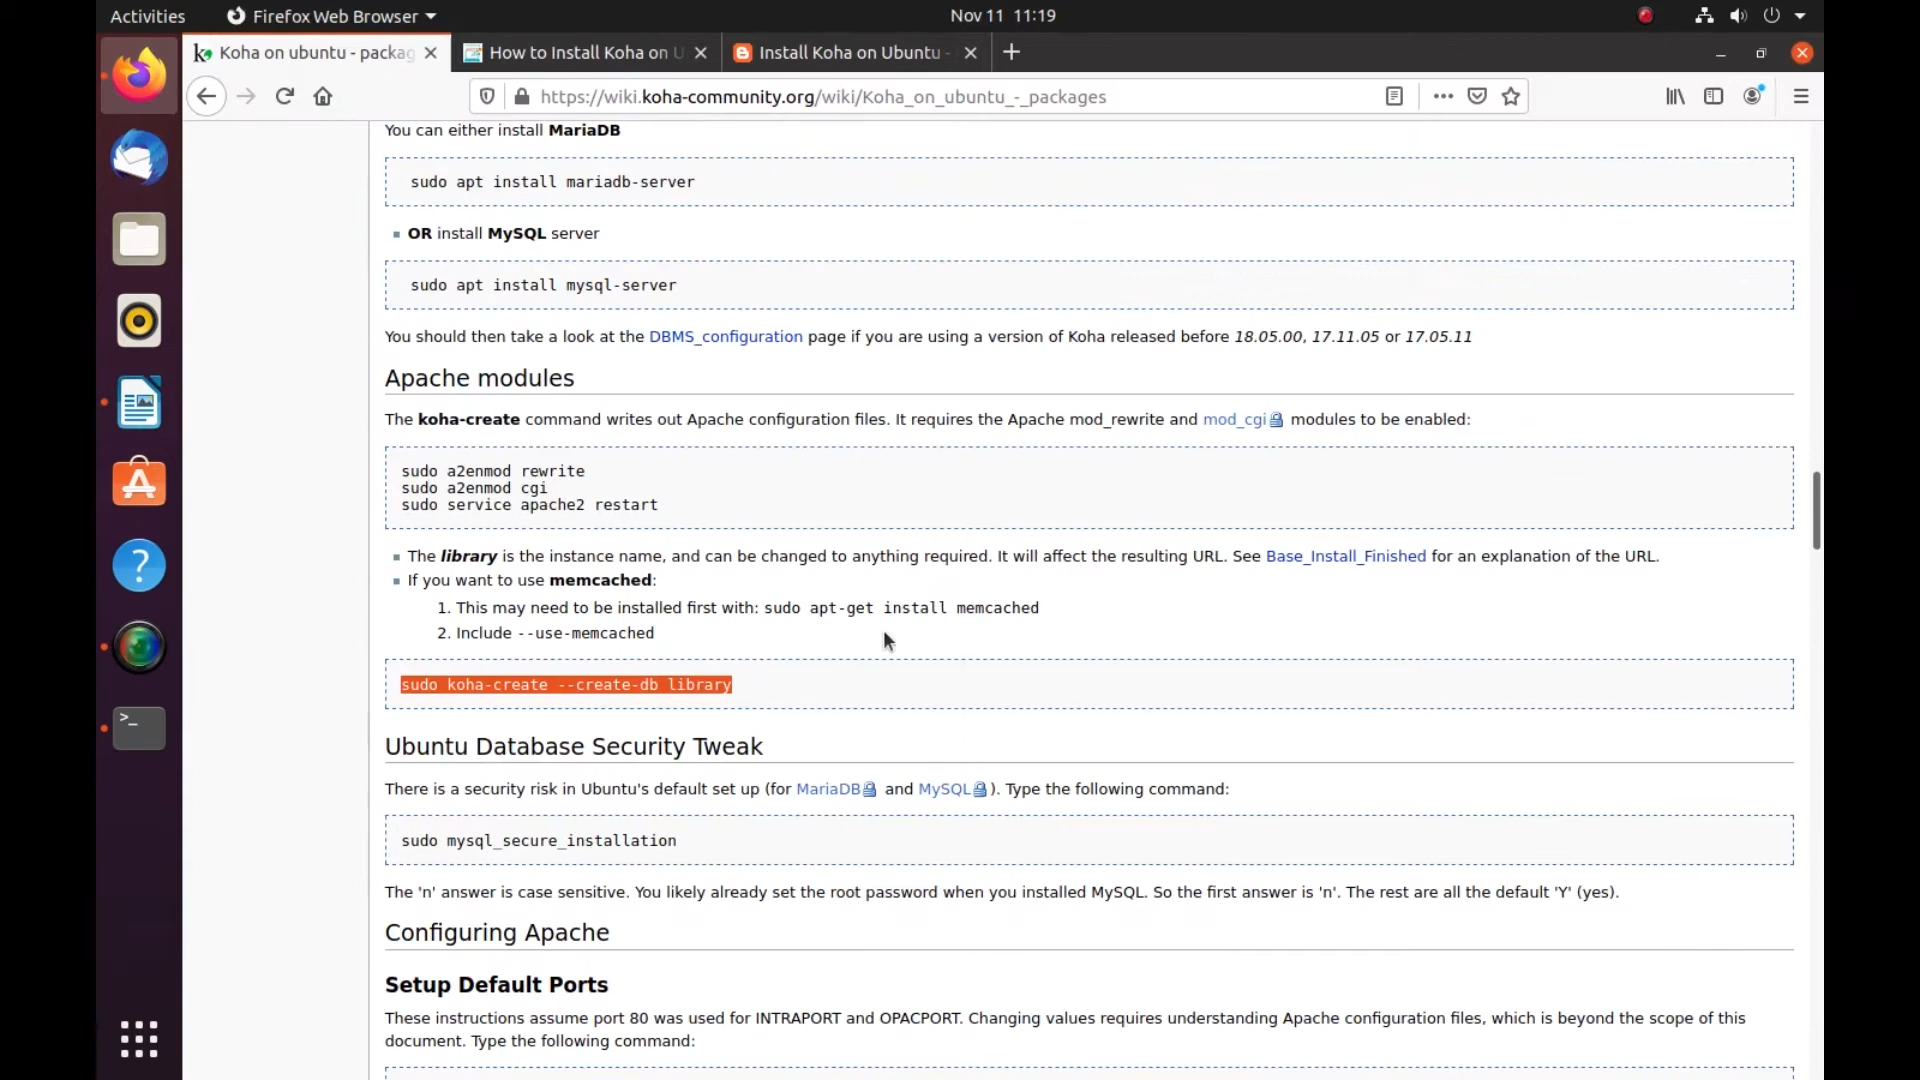 Activities
Firefox Web Browser
Nov 11 11:19
Koha on ubuntu - packag
How to Install Koha on U
Install Koha on Ubuntu -
https://wiki.koha-community.org/wiki/Koha_on_ubuntu_-_packages
You can either install MariaDB
sudo apt install mariadb-server
OR install MySQL server
sudo apt install mysql-server
You should then take a look at the DBMS_configuration page if you are using a version of Koha released before 18.05.00, 17.11.05 or 17.05.11
Apache modules
The koha-create command writes out Apache configuration files. It requires the Apache mod_rewrite and mod_cgi modules to be enabled:
sudo a2enmod rewrite
sudo a2enmod cgi
sudo service apache2 restart
The library is the instance name, and can be changed to anything required. It will affect the resulting URL. See Base_Install_Finished for an explanation of the URL.
If you want to use memcached:
1. This may need to be installed first with: sudo apt-get install memcached
2. Include --use-memcached
sudo koha-create --create-db library
Ubuntu Database Security Tweak
There is a security risk in Ubuntu's default set up (for MariaDB and MySQL). Type the following command:
sudo mysql_secure_installation
The 'n' answer is case sensitive. You likely already set the root password when you installed MySQL. So the first answer is 'n'. The rest are all the default 'Y' (yes).
Configuring Apache
Setup Default Ports
These instructions assume port 80 was used for INTRAPORT and OPACPORT. Changing values requires understanding Apache configuration files, which is beyond the scope of this
document. Type the following command: